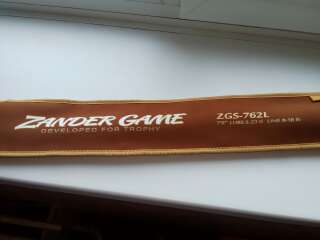 ZANDER GAME
DEVELOPED FOR TROPHY
ZGS-762L